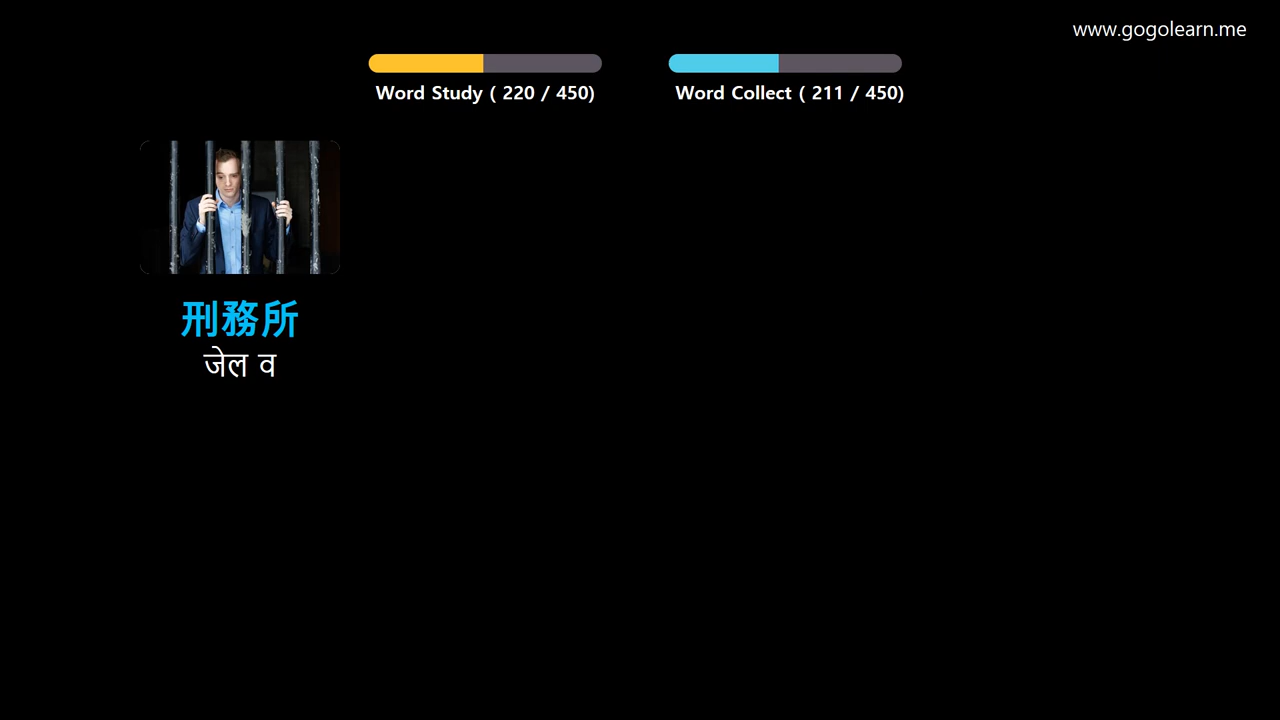 www.gogolearn.me
Word Study ( 220 / 450)
Word Collect ( 211 / 450)
刑務所
जेल व